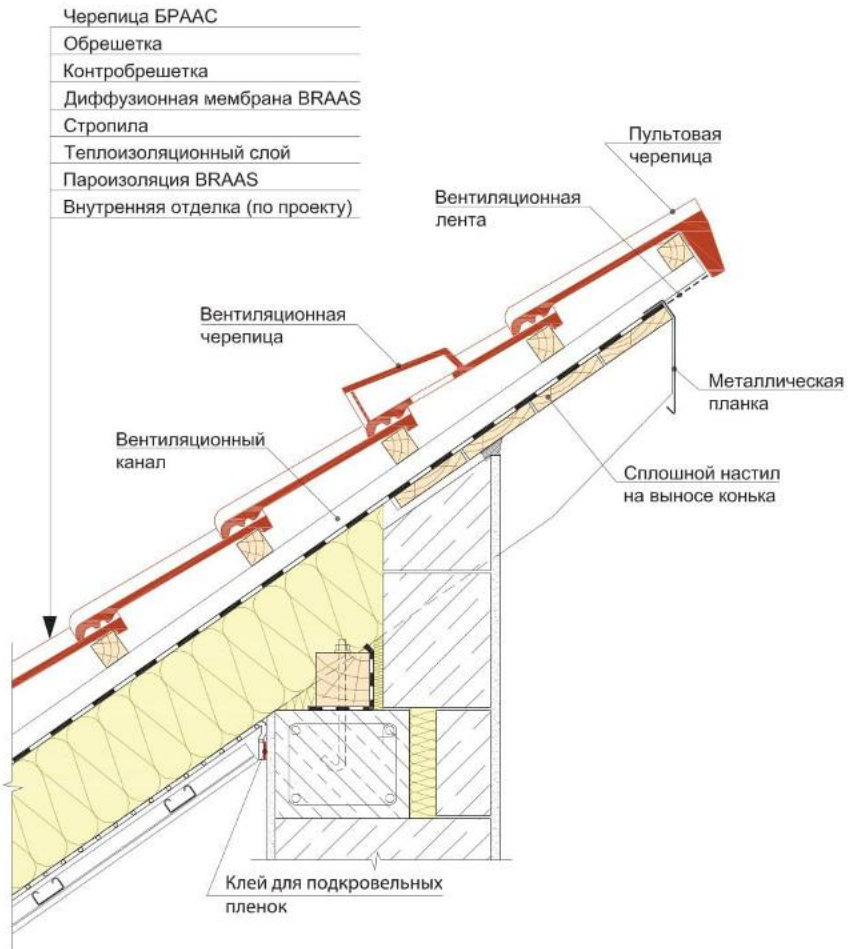 Черепица БРААС
Обрешетка
Контробрешетка
Диффузионная мембрана BRAAS
Стропила
Теплоизоляционный слой
Пароизоляция BRAAS
Внутренняя отделка (по проекту)
Пультовая
черепица
Вентиляционная
лента
Вентиляционная
черепица
Металлическая
планка
Вентиляционный
канал
Сплошной настил
на выносе конька
Клей для подкровельных
пленок